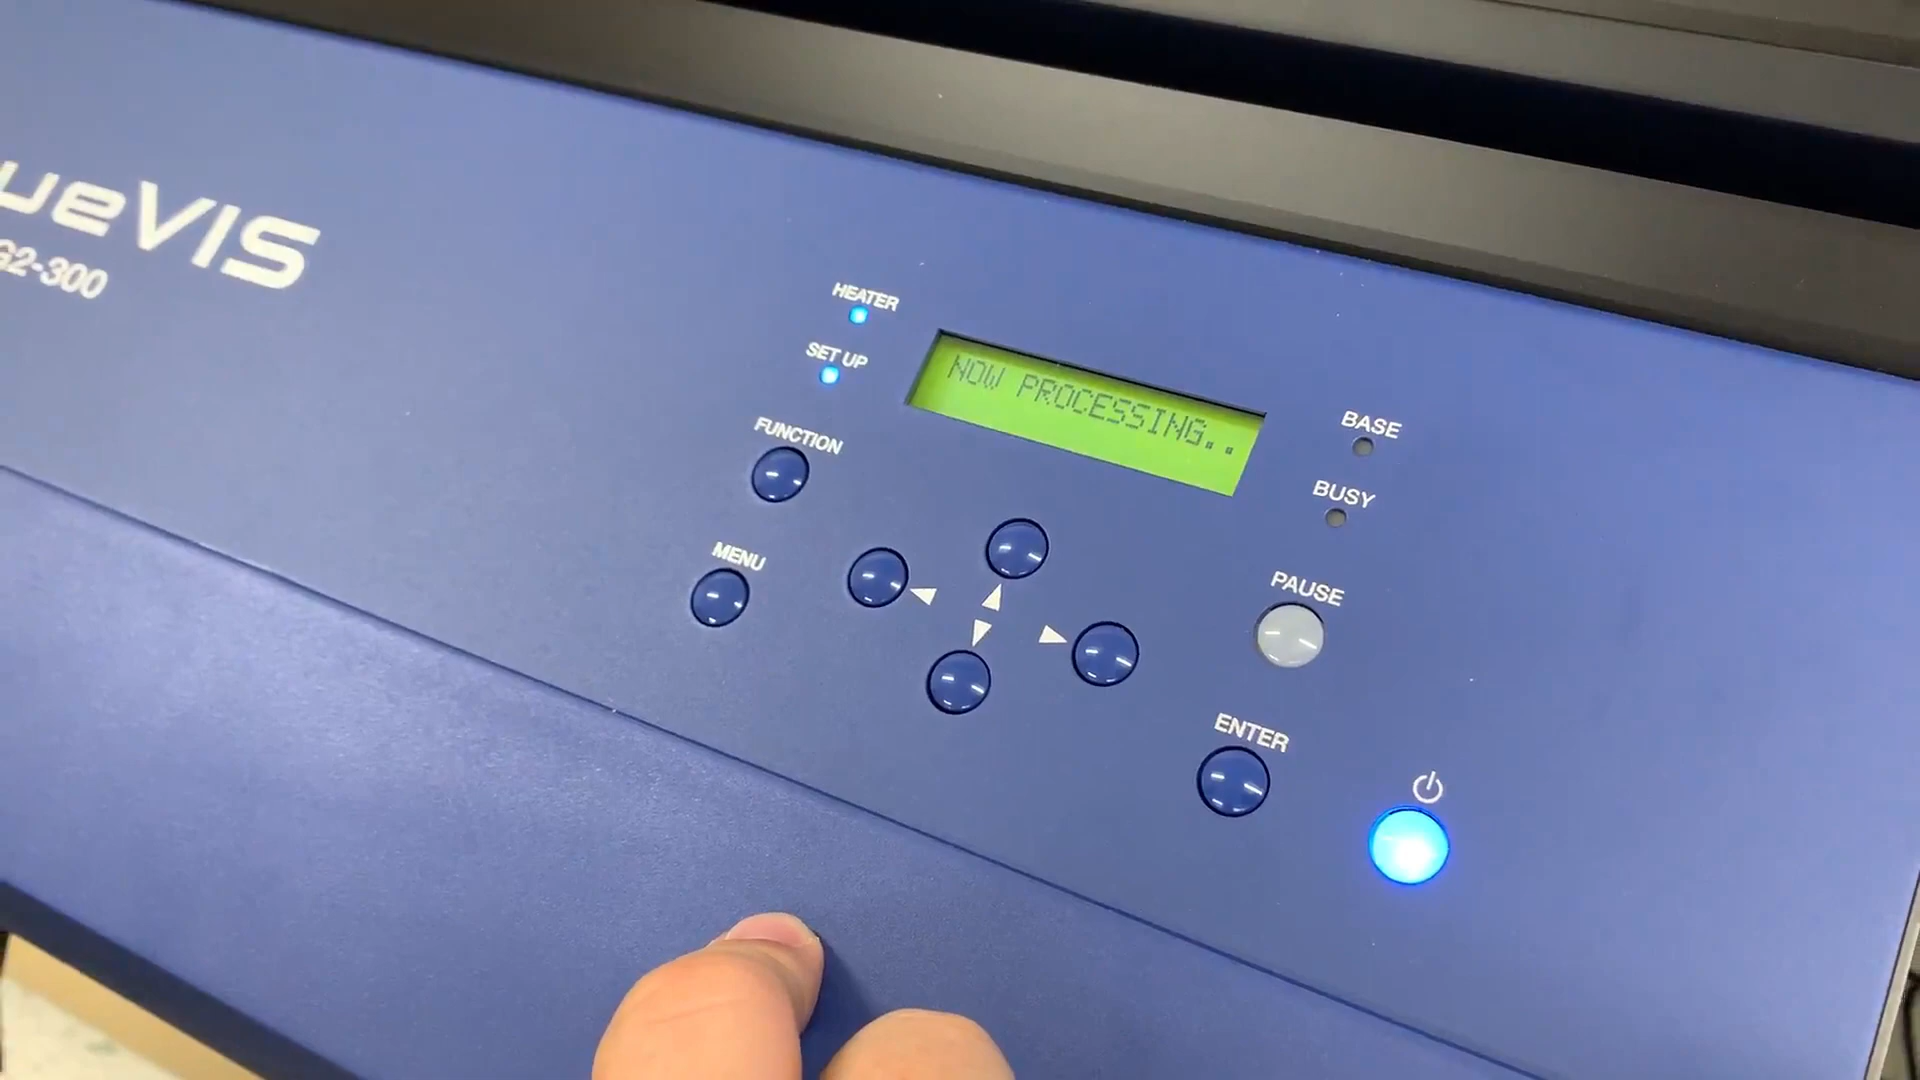 ueVIS
G2-300
HEATER
SET UP
NOW PROCESSING..
FUNCTION
MENU
BASE
BUSY
PAUSE
ENTER